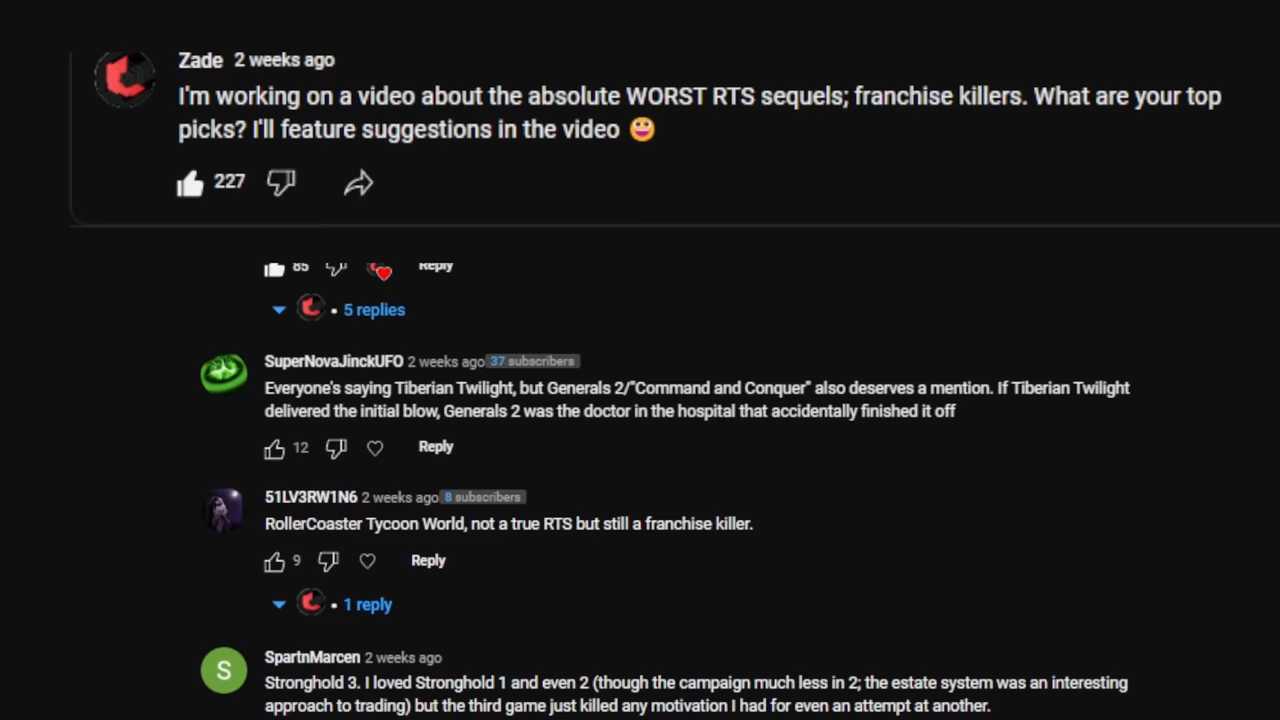 Zade 2 weeks ago
I'm working on a video about the absolute WORST RTS sequels; franchise killers. What are your top
picks? I'll feature suggestions in the video 😀
227
85 Reply
5 replies
SuperNovaJinckUFO 2 weeks ago 37 subscribers
Everyone's saying Tiberian Twilight, but Generals 2/"Command and Conquer" also deserves a mention. If Tiberian Twilight
delivered the initial blow, Generals 2 was the doctor in the hospital that accidentally finished it off
12 Reply
51LV3RW1N6 2 weeks ago 8 subscribers
RollerCoaster Tycoon World, not a true RTS but still a franchise killer.
9 Reply
1 reply
S
SpartnMarcen 2 weeks ago
Stronghold 3. I loved Stronghold 1 and even 2 (though the campaign much less in 2; the estate system was an interesting
approach to trading) but the third game just killed any motivation I had for even an attempt at another.